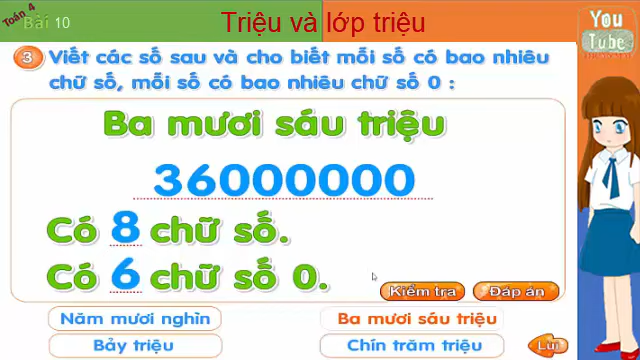 Toán 4
Bài 10
Triệu và lớp triệu
You
Tube
3 Viết các số sau và cho biết mỗi số có bao nhiêu
chữ số, mỗi số có bao nhiêu chữ số 0 :
Ba mươi sáu triệu
36000000
Có 8 chữ số.
Có 6 chữ số 0.
Kiểm tra
Đáp án
Năm mươi nghìn
Ba mươi sáu triệu
Bảy triệu
Chín trăm triệu
Lùi